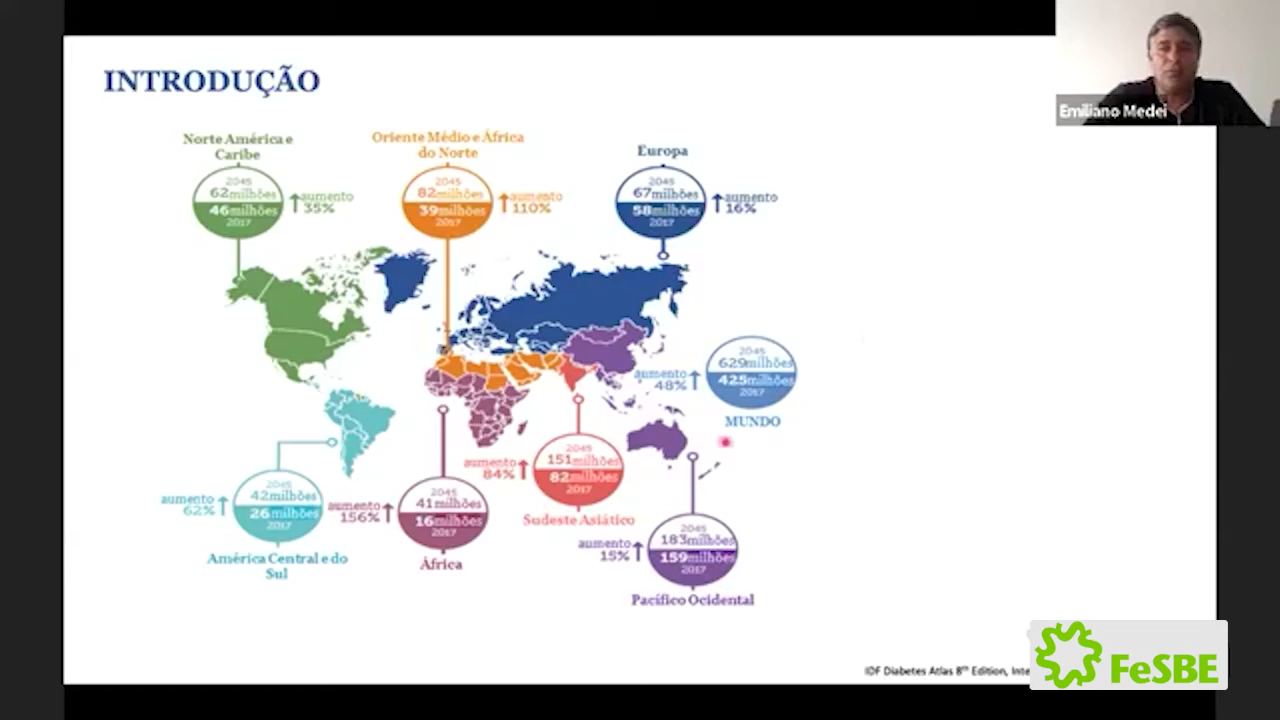 INTRODUÇÃO
Emiliano Medei
Norte América e
Caribe
2045
62milhões
46milhões
2017
aumento
35%
Oriente Médio e África
do Norte
2045
82milhões
39milhões
2017
aumento
110%
Europa
2045
67milhões
58milhões
2017
aumento
16%
aumento
48%
2045
629milhões
425milhões
2017
MUNDO
aumento
62%
2045
42milhões
26milhões
2017
América Central e do
Sul
aumento
156%
2045
41milhões
16milhões
2017
África
aumento
84%
2045
151milhões
82milhões
2017
Sudeste Asiático
aumento
15%
2045
183milhões
159milhões
2017
Pacífico Ocidental
IDF Diabetes Atlas 8th Edition, Inte
FeSBE